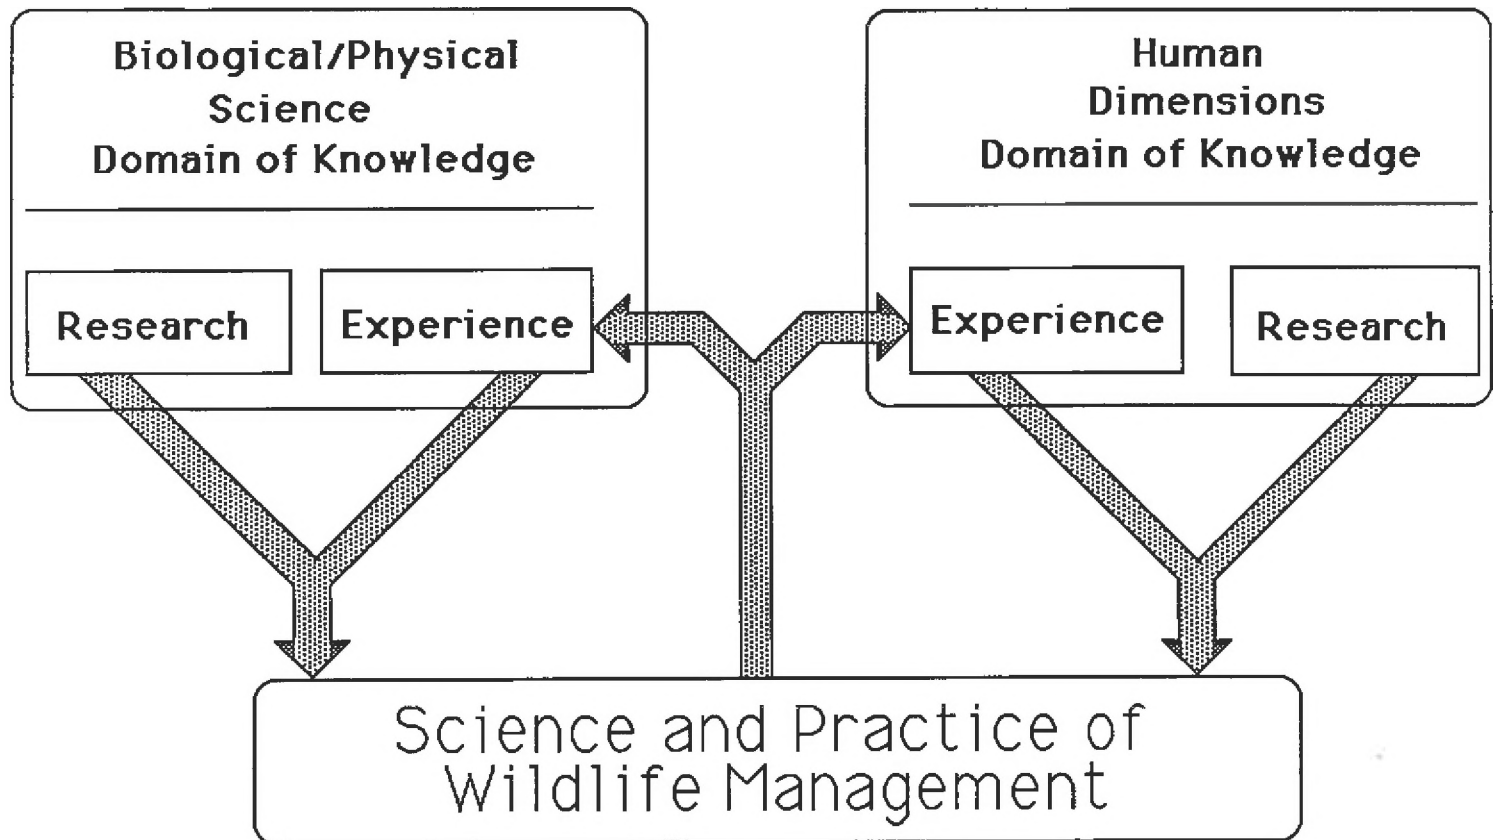 Biological/Physical
Science
Domain of Knowledge
Research
Experience
Human
Dimensions
Domain of Knowledge
Experience
Research
Science and Practice of
Wildlife Management